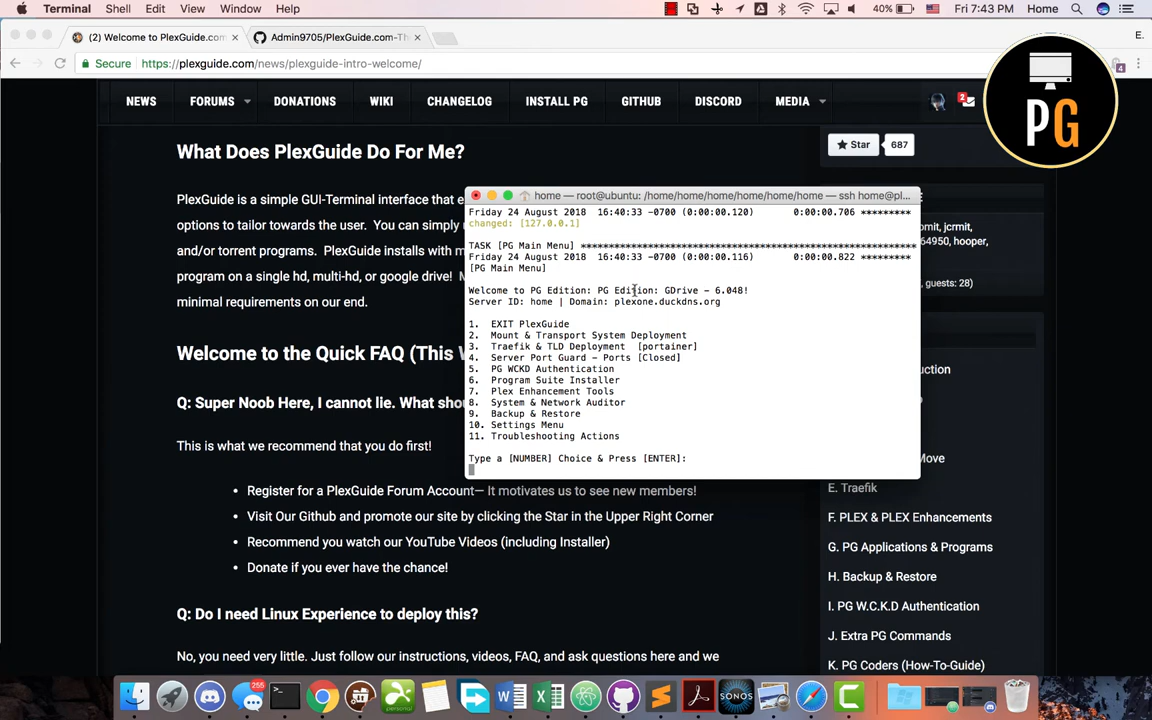 Terminal Shell Edit View Window Help
40% Fri 7:43 PM Home
(2) Welcome to PlexGuide.com
Admin9705/PlexGuide.com-Th
E.
Secure https://plexguide.com/news/plexguide-intro-welcome/
4
NEWS FORUMS DONATIONS WIKI CHANGELOG INSTALL PG GITHUB DISCORD MEDIA
2
PG
What Does PlexGuide Do For Me?
Star 687
PlexGuide is a simple GUI-Terminal interface that e
options to tailor towards the user. You can simply
and/or torrent programs. PlexGuide installs with m
program on a single hd, multi-hd, or google drive!
minimal requirements on our end.
home — root@ubuntu: /home/home/home/home/home/home — ssh home@pl...
Friday 24 August 2018 16:40:33 -0700 (0:00:00.120) 0:00:00.706 *********
changed: [127.0.0.1]
TASK [PG Main Menu] ************************************************************
Friday 24 August 2018 16:40:33 -0700 (0:00:00.116) 0:00:00.822 *********
[PG Main Menu]
Welcome to PG Edition: PG Edition: GDrive - 6.048!
Server ID: home | Domain: plexone.duckdns.org
1. EXIT PlexGuide
2. Mount & Transport System Deployment
3. Traefik & TLD Deployment [portainer]
4. Server Port Guard - Ports [Closed]
5. PG WCKD Authentication
6. Program Suite Installer
7. Plex Enhancement Tools
8. System & Network Auditor
9. Backup & Restore
10. Settings Menu
11. Troubleshooting Actions
Type a [NUMBER] Choice & Press [ENTER]:
mit, jcrmit,
64950, hooper,
guests: 28)
Welcome to the Quick FAQ (This W
Q: Super Noob Here, I cannot lie. What sho
This is what we recommend that you do first!
Register for a PlexGuide Forum Account— It motivates us to see new members!
Visit Our Github and promote our site by clicking the Star in the Upper Right Corner
Recommend you watch our YouTube Videos (including Installer)
Donate if you ever have the chance!
Q: Do I need Linux Experience to deploy this?
No, you need very little. Just follow our instructions, videos, FAQ, and ask questions here and we
duction
Move
E. Traefik
F. PLEX & PLEX Enhancements
G. PG Applications & Programs
H. Backup & Restore
I. PG W.C.K.D Authentication
J. Extra PG Commands
K. PG Coders (How-To-Guide)
255
personal
SONOS